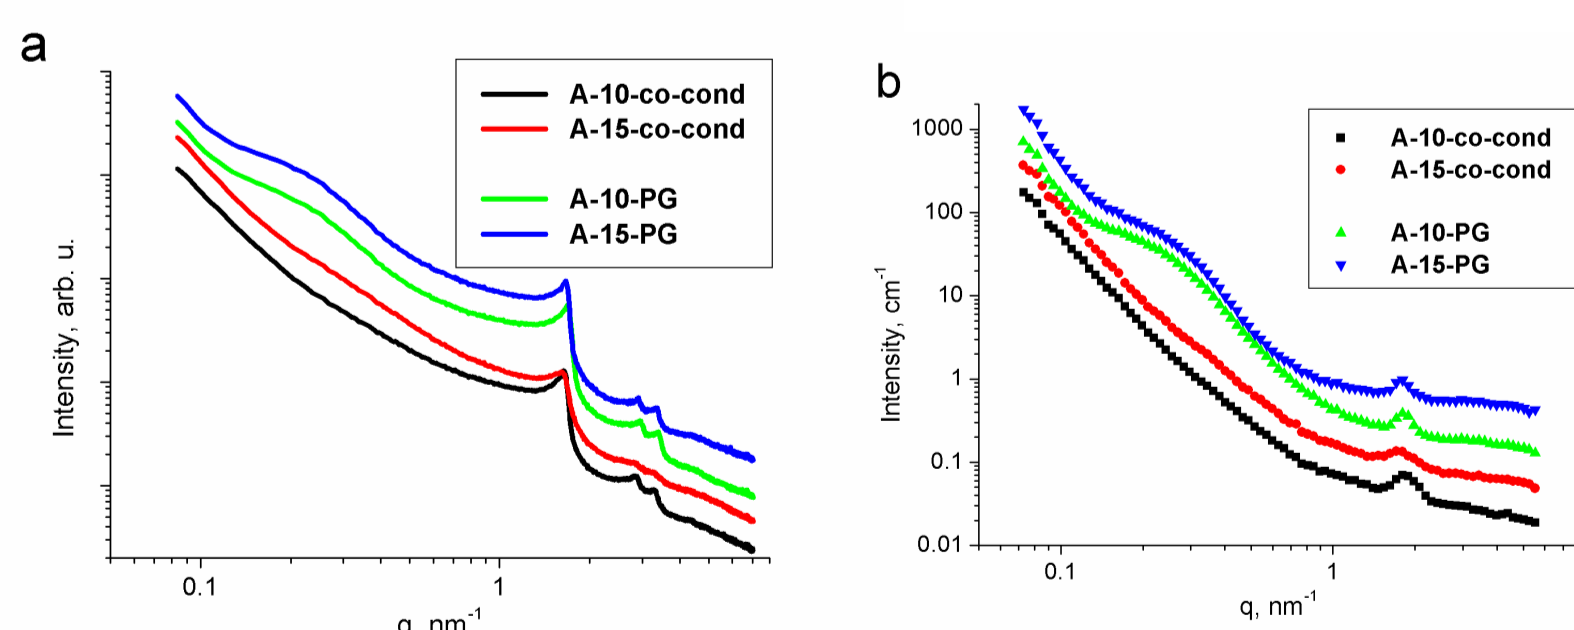 a
A-10-co-cond
A-15-co-cond
A-10-PG
A-15-PG
Intensity, arb. u.
0.1
1
q, nm⁻¹
b
1000
100
10
1
0.1
0.01
A-10-co-cond
A-15-co-cond
A-10-PG
A-15-PG
Intensity, cm⁻¹
0.1
1
q, nm⁻¹